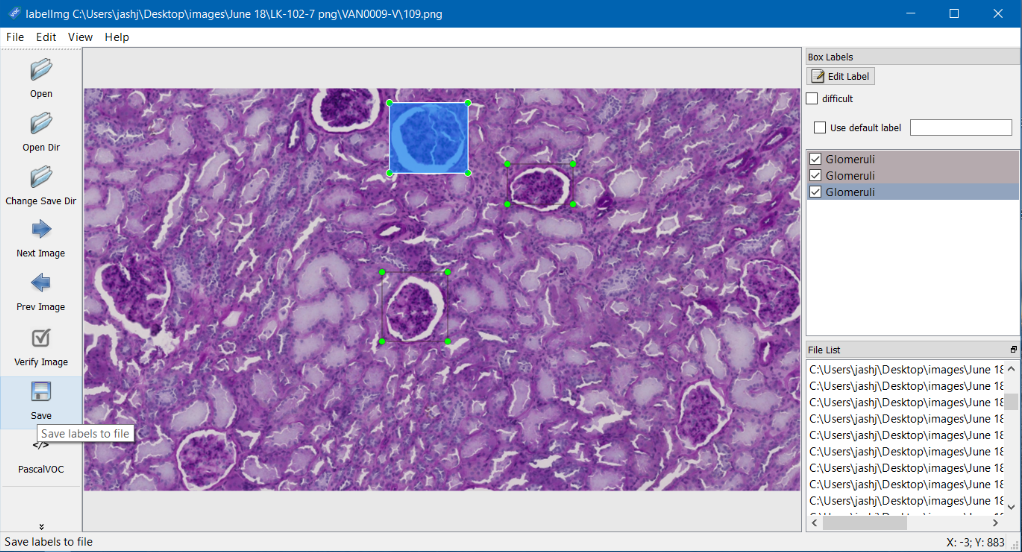 labelImg C:\Users\jashj\Desktop\images\June 18\LK-102-7 png\VAN0009-V\109.png
File Edit View Help
Open
Open Dir
Change Save Dir
Next Image
Prev Image
Verify Image
Save
Save labels to file
</>
PascalVOC
Box Labels
Edit Label
difficult
Use default label
Glomeruli
Glomeruli
Glomeruli
File List
C:\Users\jashj\Desktop\images\June 18
C:\Users\jashj\Desktop\images\June 18
C:\Users\jashj\Desktop\images\June 18
C:\Users\jashj\Desktop\images\June 18
C:\Users\jashj\Desktop\images\June 18
C:\Users\jashj\Desktop\images\June 18
C:\Users\jashj\Desktop\images\June 18
C:\Users\jashj\Desktop\images\June 18
C:\Users\jashj\Desktop\images\June 18
Save labels to file
X: -3; Y: 883